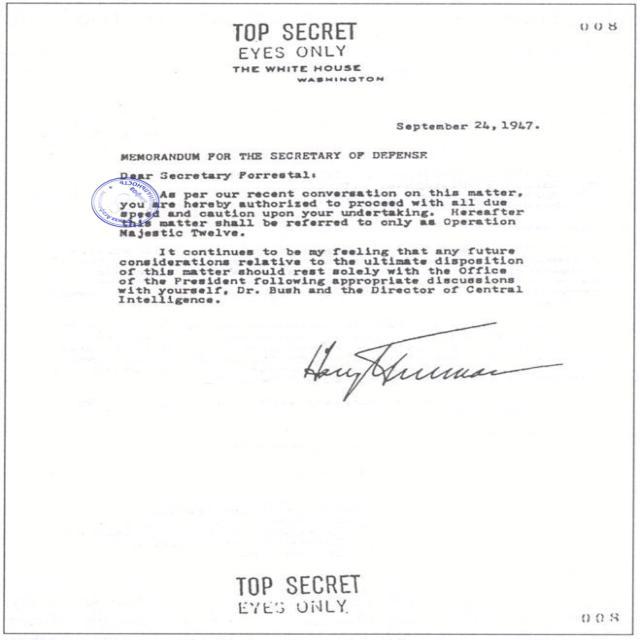 TOP SECRET
EYES ONLY
008
THE WHITE HOUSE
WASHINGTON
September 24, 1947.
MEMORANDUM FOR THE SECRETARY OF DEFENSE
Dear Secretary Forrestal:
As per our recent conversation on this matter,
you are hereby authorized to proceed with all due
speed and caution upon your undertaking. Hereafter
this matter shall be referred to only as Operation
Majestic Twelve.
It continues to be my feeling that any future
considerations relative to the ultimate disposition
of this matter should rest solely with the Office
of the President following appropriate discussions
with yourself, Dr. Bush and the Director of Central
Intelligence.
Harry Truman
TOP SECRET
EYES ONLY
008